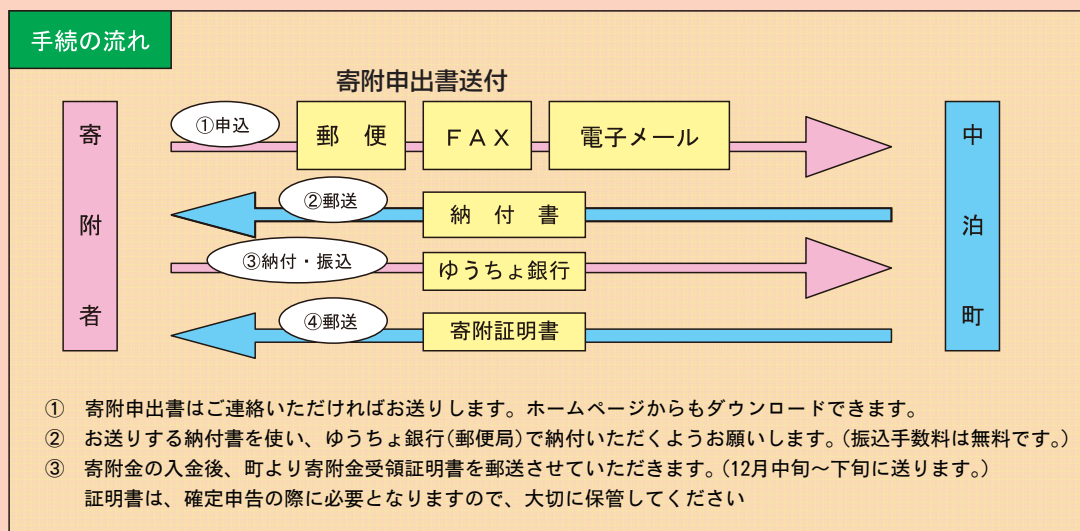 手続の流れ
寄附申出書送付
寄附者
①申込
郵　便
ＦＡＸ
電子メール
中泊町
②郵送
納　付　書
③納付・振込
ゆうちょ銀行
④郵送
寄附証明書
①　寄附申出書はご連絡いただければお送りします。ホームページからもダウンロードできます。
②　お送りする納付書を使い、ゆうちょ銀行(郵便局)で納付いただくようお願いします。(振込手数料は無料です。)
③　寄附金の入金後、町より寄附金受領証明書を郵送させていただきます。(12月中旬～下旬に送ります。)
証明書は、確定申告の際に必要となりますので、大切に保管してください